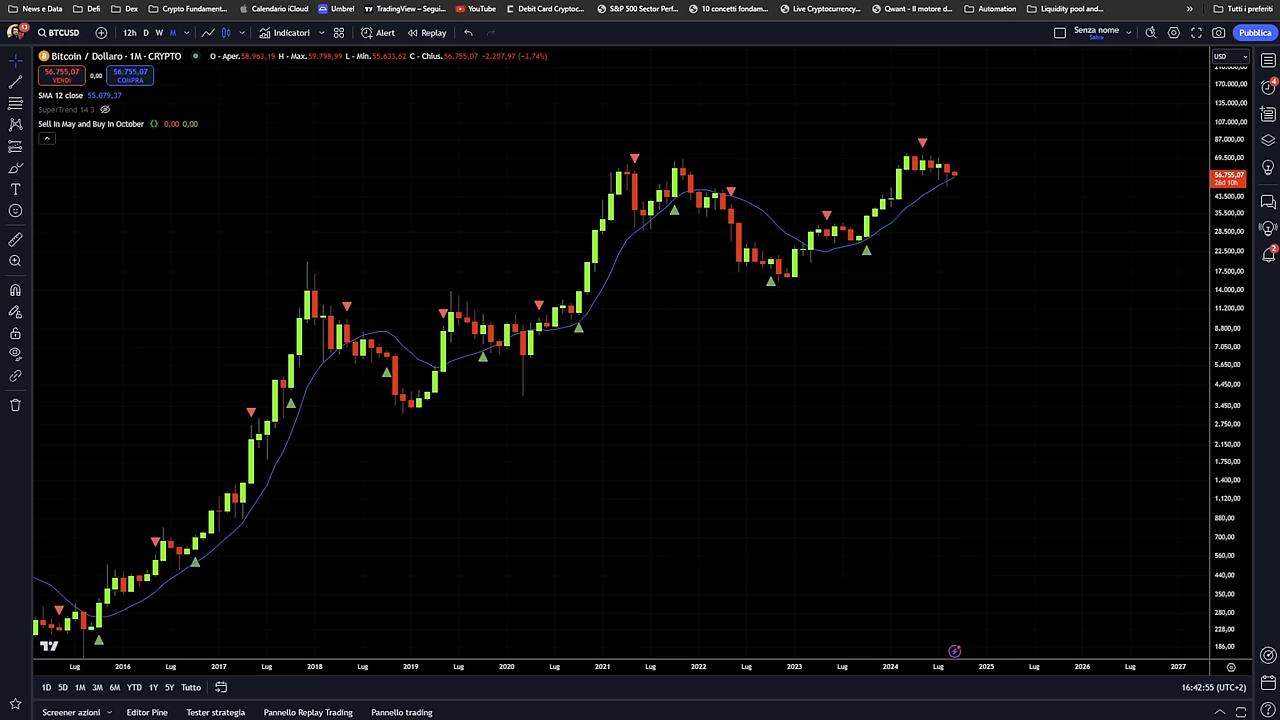 News e Data Defi Dex Crypto Fundament... Calendario iCloud Umbrel TradingView – Segui... YouTube Debit Card Cryptoc... S&P 500 Sector Perf... 10 concetti fondam... Live Cryptocurrency... Qwant - Il motore d... Automation Liquidity pool and... » Tutti i preferiti
13 BTCUSD 12h D W M Indicatori Alert Replay Senza nome Salva Pubblica
Bitcoin / Dollaro · 1M · CRYPTO O - Aper.58.963,19 H - Max.59.798,99 L - Min.55.633,62 C - Chius.56.755,07 -2.207,97 (-3,74%)
USD
56.755,07 VENDI 0,00 56.755,07 COMPRA
SMA 12 close 55.079,37
SuperTrend 14 3
Sell In May and Buy In October 0,00 0,00
210.000,00
170.000,00
135.000,00
107.000,00
87.000,00
69.500,00
56.755,07
26d 10h
43.500,00
35.500,00
28.500,00
22.500,00
17.500,00
14.000,00
11.200,00
8.800,00
7.050,00
5.650,00
4.450,00
3.450,00
2.750,00
2.150,00
1.750,00
1.400,00
1.120,00
880,00
700,00
560,00
440,00
350,00
280,00
228,00
186,00
4
2
Lug 2016 Lug 2017 Lug 2018 Lug 2019 Lug 2020 Lug 2021 Lug 2022 Lug 2023 Lug 2024 Lug 2025 Lug 2026 Lug 2027
1D 5D 1M 3M 6M YTD 1Y 5Y Tutto 16:42:55 (UTC+2)
Screener azioni Editor Pine Tester strategia Pannello Replay Trading Pannello trading